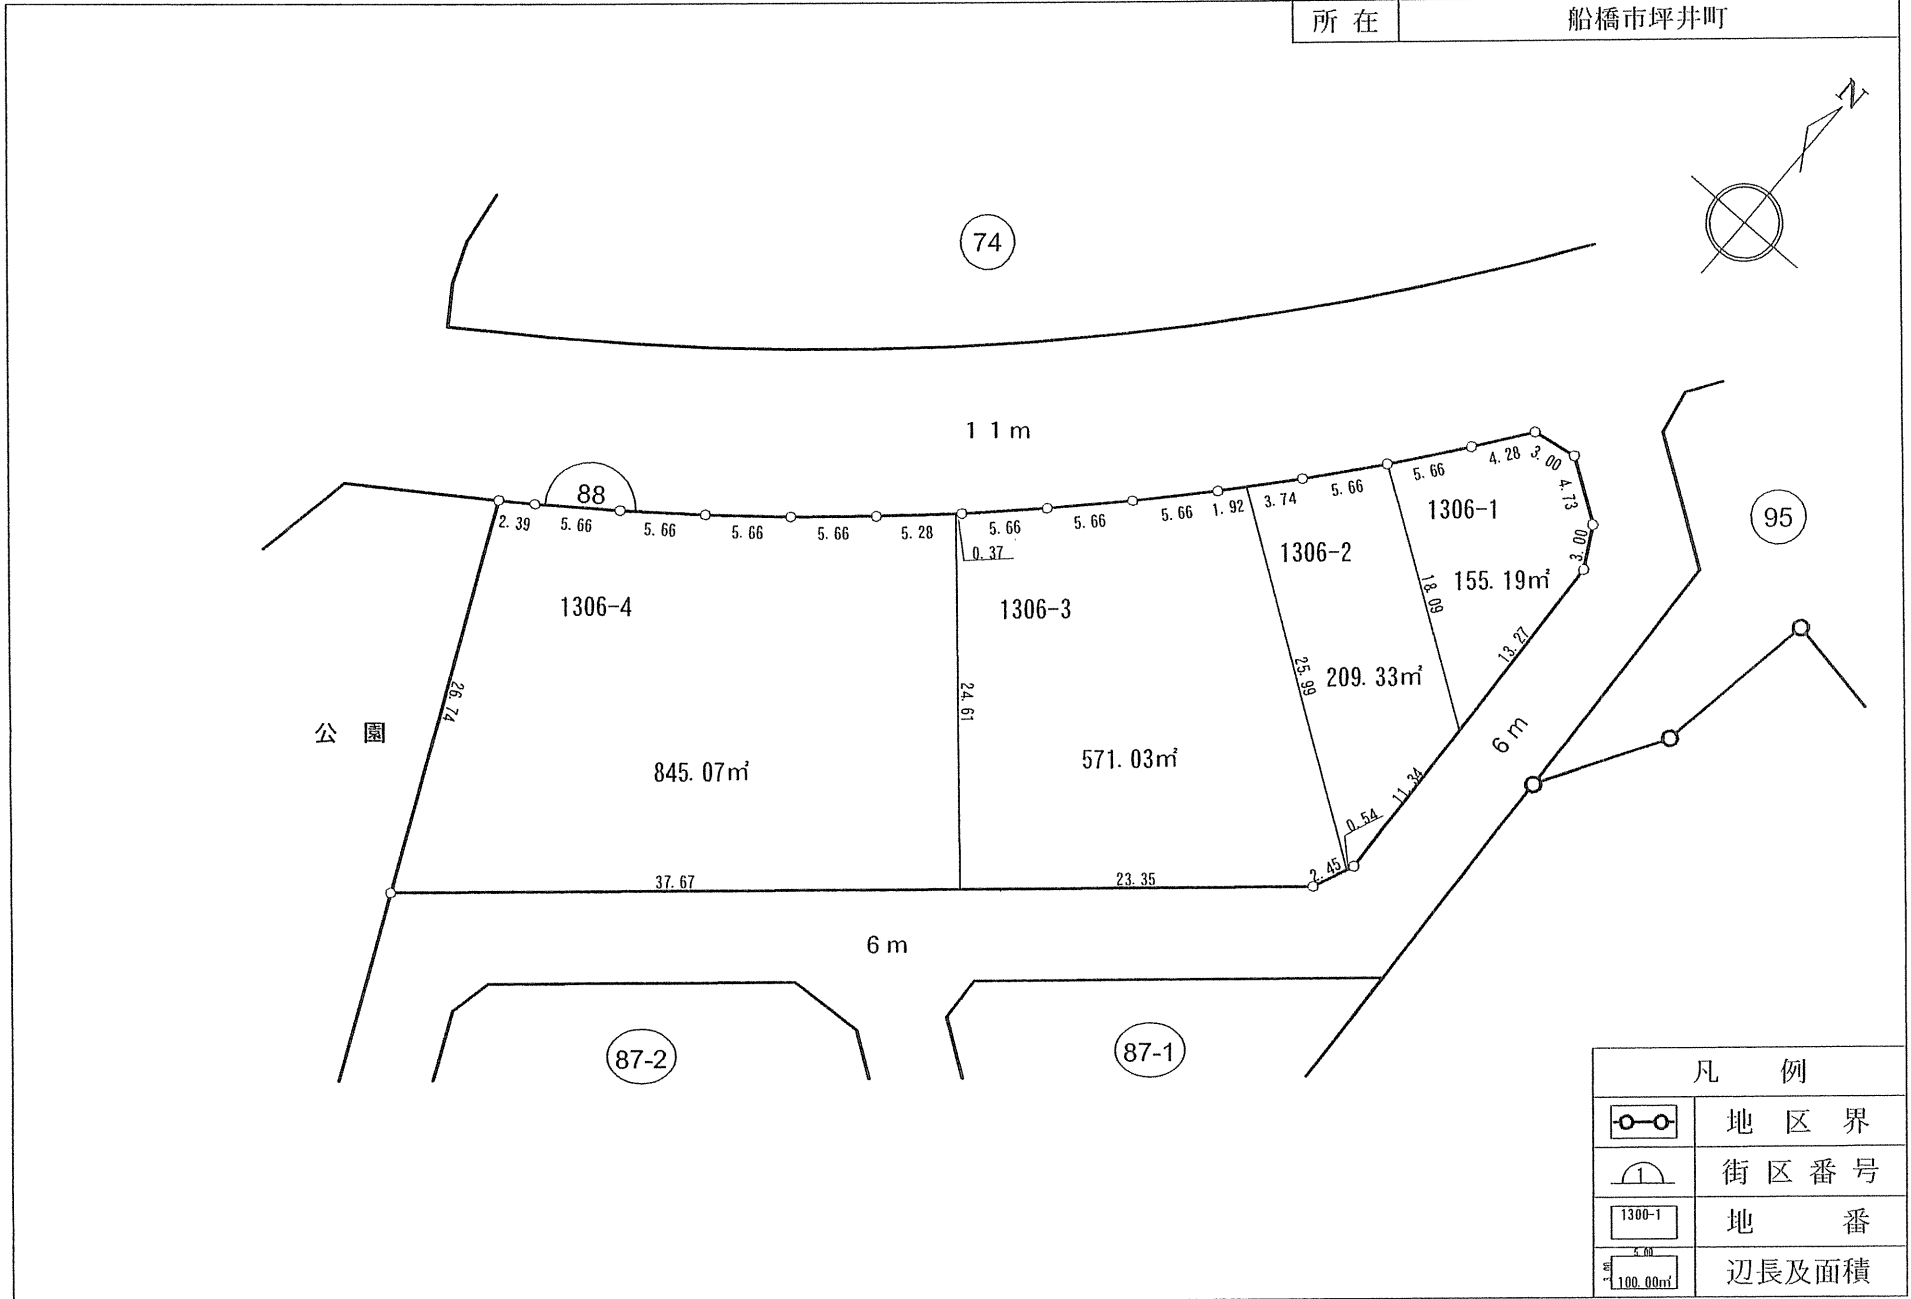 所 在 船橋市坪井町
N
74
11m
88
95
2.39 5.66 5.66 5.66 5.66 5.28 5.66 5.66 5.66 1.92 3.74 5.66 5.66 4.28 3.00
4.73
3.00
0.37
1306-4
1306-3
1306-2
1306-1
155.19㎡
18.09
13.27
209.33㎡
25.99
24.61
26.74
公 園
845.07㎡
571.03㎡
6m
11.34
0.54
2.45
37.67
23.35
6m
87-2
87-1
凡 例
地 区 界
1 街 区 番 号
1300-1 地 番
5.00
3.00 100.00㎡ 辺長及面積